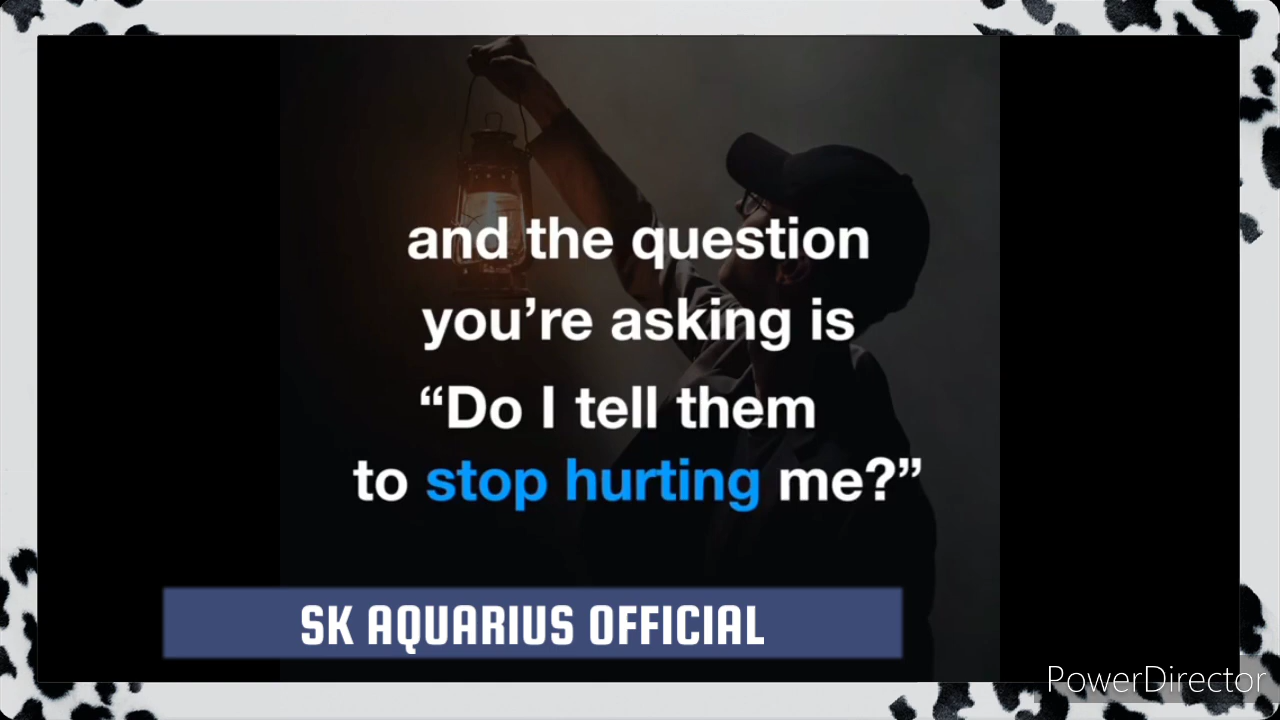 and the question
you’re asking is
“Do I tell them
to stop hurting me?”
SK AQUARIUS OFFICIAL
PowerDirector